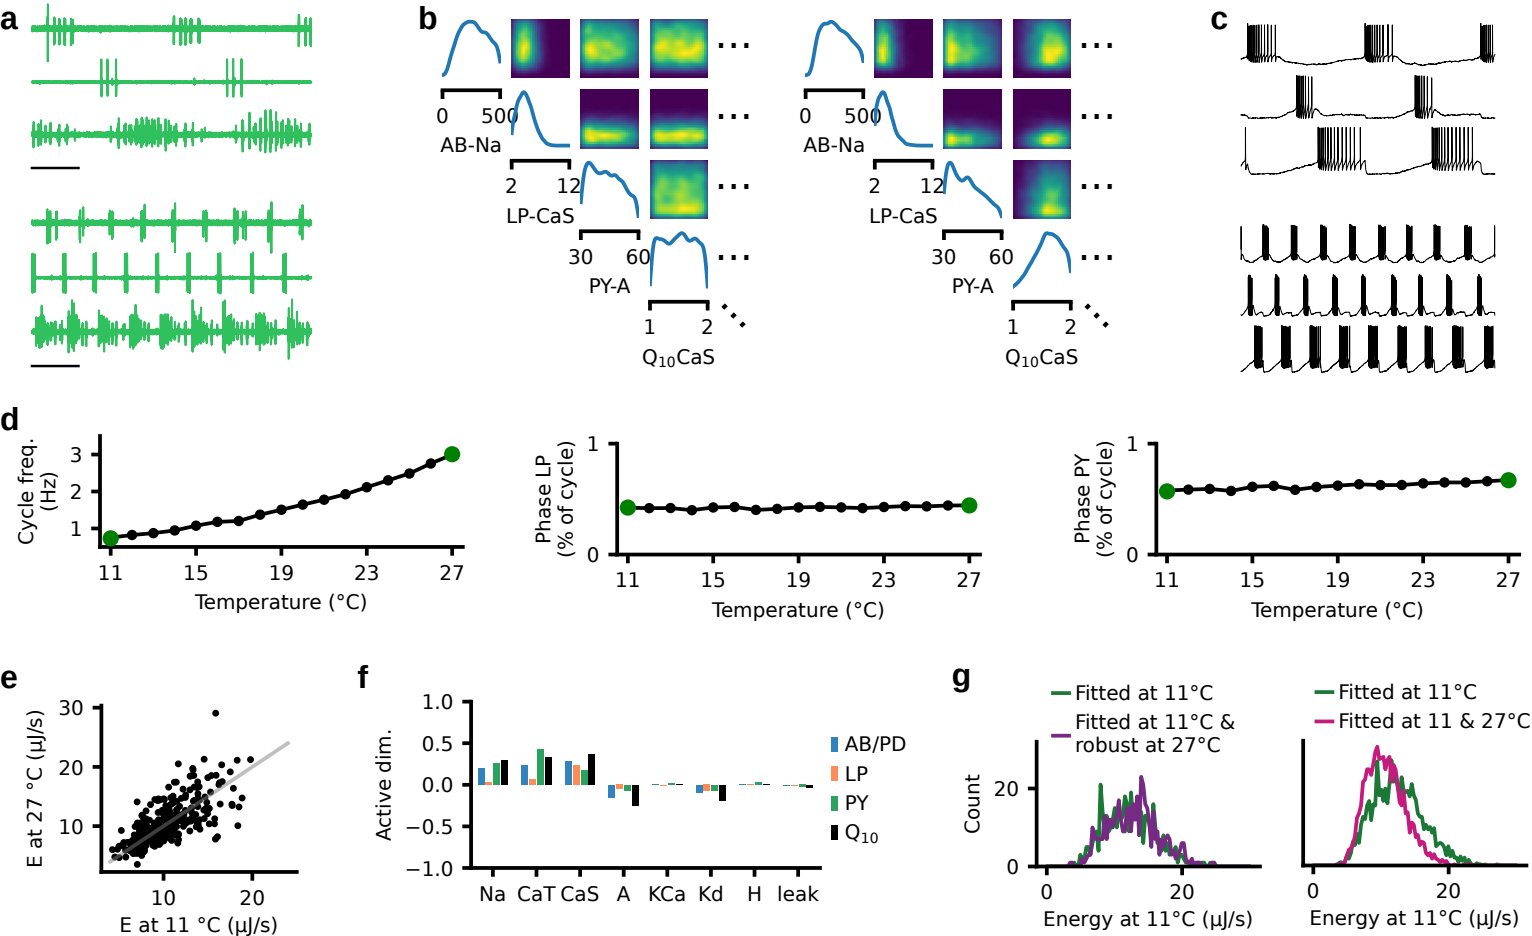 a
b
c
0
500
AB-Na
2
12
LP-CaS
30
60
PY-A
1
2
Q10CaS
...
...
...
...
0
500
AB-Na
2
12
LP-CaS
30
60
PY-A
1
2
Q10CaS
...
...
...
...
d
Cycle freq.
(Hz)
3
2
1
11
15
19
23
27
Temperature (°C)
Phase LP
(% of cycle)
1
0
11
15
19
23
27
Temperature (°C)
Phase PY
(% of cycle)
1
0
11
15
19
23
27
Temperature (°C)
e
E at 27 °C (μJ/s)
30
20
10
10
20
E at 11 °C (μJ/s)
f
Active dim.
1.0
0.5
0.0
−0.5
−1.0
Na
CaT
CaS
A
KCa
Kd
H
leak
AB/PD
LP
PY
Q10
g
Fitted at 11°C
Fitted at 11°C &
robust at 27°C
Count
20
0
0
20
Energy at 11°C (μJ/s)
Fitted at 11°C
Fitted at 11 & 27°C
0
20
Energy at 11°C (μJ/s)